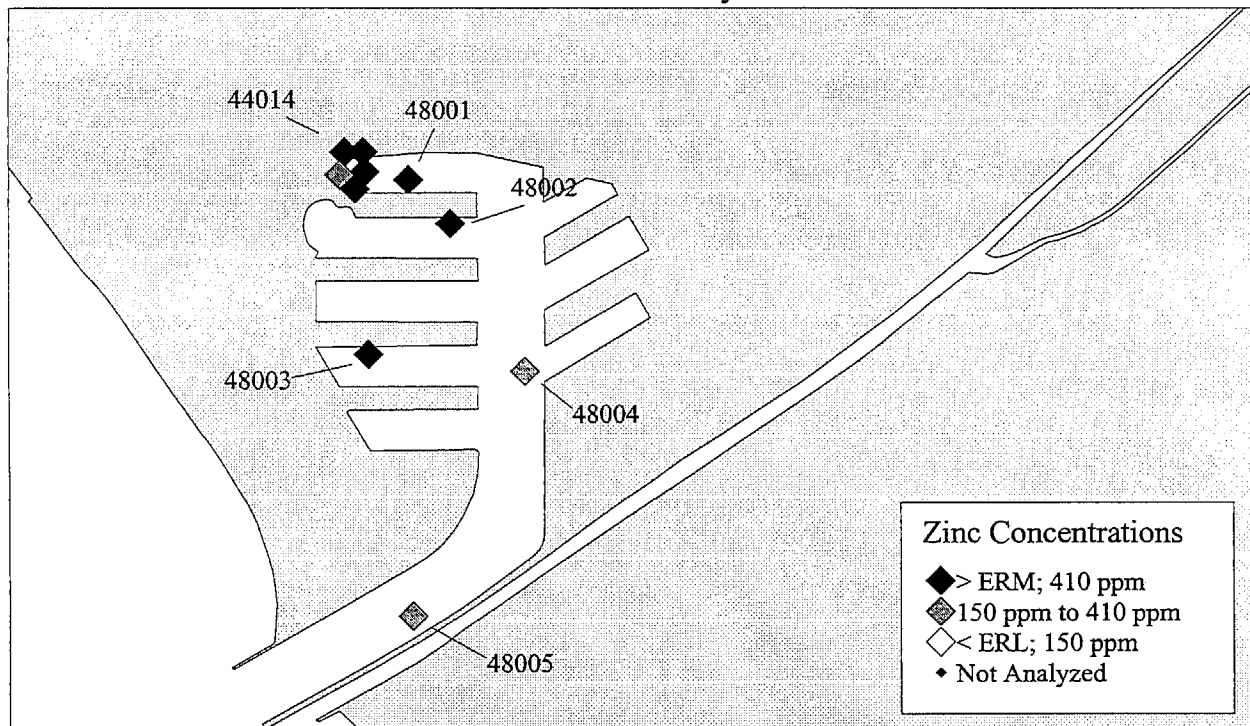 44014
48001
48002
48003
48004
48005
Zinc Concentrations
> ERM; 410 ppm
150 ppm to 410 ppm
< ERL; 150 ppm
Not Analyzed